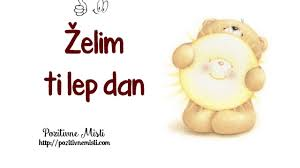 Želim
ti lep dan
Pozitivne Misli
http://pozitivnemisli.com